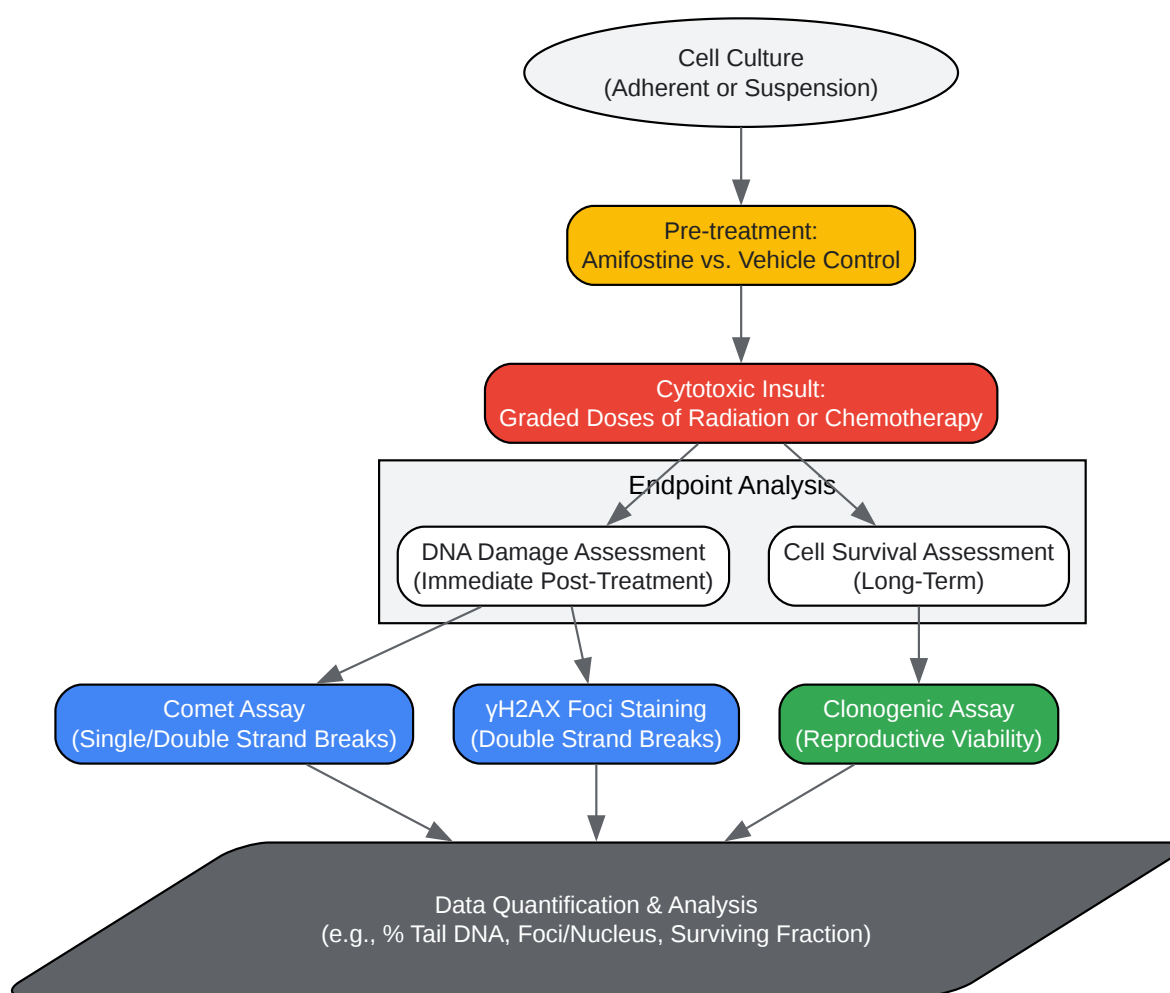 Cell Culture
(Adherent or Suspension)
Pre-treatment:
Amifostine vs. Vehicle Control
Cytotoxic Insult:
Graded Doses of Radiation or Chemotherapy
Endpoint Analysis
DNA Damage Assessment
(Immediate Post-Treatment)
Cell Survival Assessment
(Long-Term)
Comet Assay
(Single/Double Strand Breaks)
γH2AX Foci Staining
(Double Strand Breaks)
Clonogenic Assay
(Reproductive Viability)
Data Quantification & Analysis
(e.g., % Tail DNA, Foci/Nucleus, Surviving Fraction)